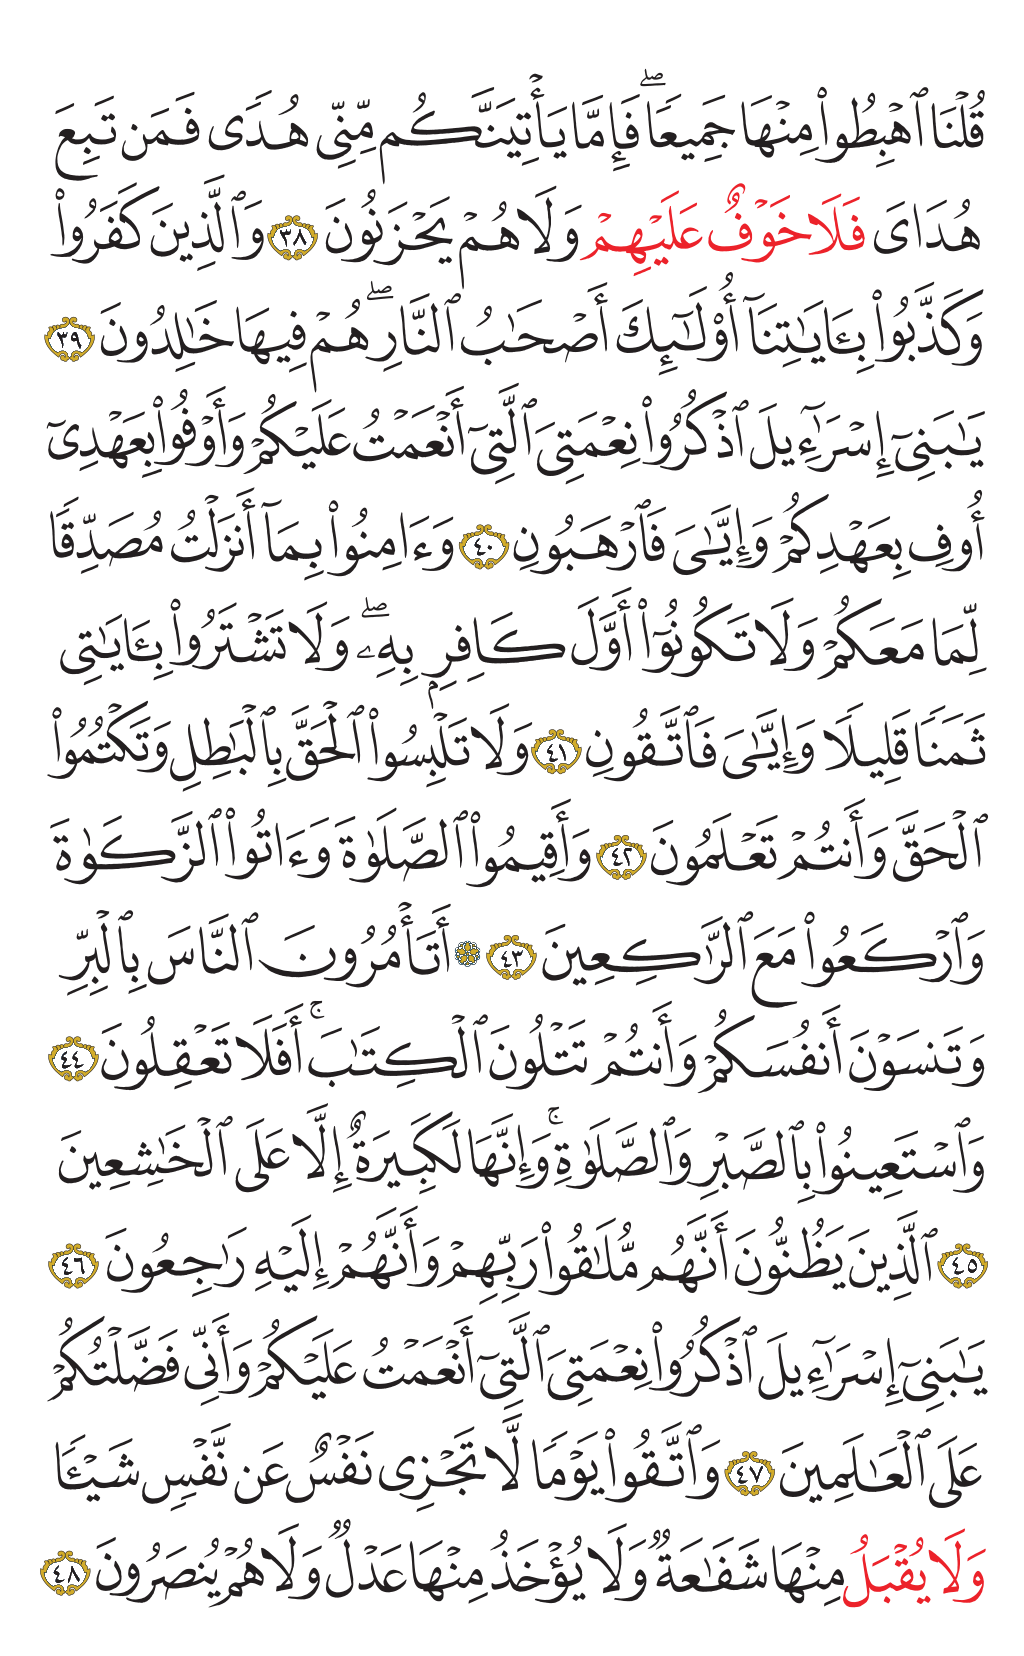 قُلۡنَا ٱهۡبِطُواْ مِنۡهَا جَمِيعٗاۖ فَإِمَّا يَأۡتِيَنَّكُم مِّنِّي هُدٗى فَمَن تَبِعَ
هُدَايَ فَلَا خَوۡفٌ عَلَيۡهِمۡ وَلَا هُمۡ يَحۡزَنُونَ ٣٨ وَٱلَّذِينَ كَفَرُواْ
وَكَذَّبُواْ بِـَٔايَٰتِنَآ أُوْلَٰٓئِكَ أَصۡحَٰبُ ٱلنَّارِۖ هُمۡ فِيهَا خَٰلِدُونَ ٣٩
يَٰبَنِيٓ إِسۡرَٰٓءِيلَ ٱذۡكُرُواْ نِعۡمَتِيَ ٱلَّتِيٓ أَنۡعَمۡتُ عَلَيۡكُمۡ وَأَوۡفُواْ بِعَهۡدِيٓ
أُوفِ بِعَهۡدِكُمۡ وَإِيَّٰيَ فَٱرۡهَبُونِ ٤٠ وَءَامِنُواْ بِمَآ أَنزَلۡتُ مُصَدِّقٗا
لِّمَا مَعَكُمۡ وَلَا تَكُونُوٓاْ أَوَّلَ كَافِرِۭ بِهِۦۖ وَلَا تَشۡتَرُواْ بِـَٔايَٰتِي
ثَمَنٗا قَلِيلٗا وَإِيَّٰيَ فَٱتَّقُونِ ٤١ وَلَا تَلۡبِسُواْ ٱلۡحَقَّ بِٱلۡبَٰطِلِ وَتَكۡتُمُواْ
ٱلۡحَقَّ وَأَنتُمۡ تَعۡلَمُونَ ٤٢ وَأَقِيمُواْ ٱلصَّلَوٰةَ وَءَاتُواْ ٱلزَّكَوٰةَ
وَٱرۡكَعُواْ مَعَ ٱلرَّٰكِعِينَ ٤٣ ۞ أَتَأۡمُرُونَ ٱلنَّاسَ بِٱلۡبِرِّ
وَتَنسَوۡنَ أَنفُسَكُمۡ وَأَنتُمۡ تَتۡلُونَ ٱلۡكِتَٰبَۚ أَفَلَا تَعۡقِلُونَ ٤٤
وَٱسۡتَعِينُواْ بِٱلصَّبۡرِ وَٱلصَّلَوٰةِۚ وَإِنَّهَا لَكَبِيرَةٌ إِلَّا عَلَى ٱلۡخَٰشِعِينَ
٤٥ ٱلَّذِينَ يَظُنُّونَ أَنَّهُم مُّلَٰقُواْ رَبِّهِمۡ وَأَنَّهُمۡ إِلَيۡهِ رَٰجِعُونَ ٤٦
يَٰبَنِيٓ إِسۡرَٰٓءِيلَ ٱذۡكُرُواْ نِعۡمَتِيَ ٱلَّتِيٓ أَنۡعَمۡتُ عَلَيۡكُمۡ وَأَنِّي فَضَّلۡتُكُمۡ
عَلَى ٱلۡعَٰلَمِينَ ٤٧ وَٱتَّقُواْ يَوۡمٗا لَّا تَجۡزِي نَفۡسٌ عَن نَّفۡسٖ شَيۡـٔٗا
وَلَا يُقۡبَلُ مِنۡهَا شَفَٰعَةٞ وَلَا يُؤۡخَذُ مِنۡهَا عَدۡلٞ وَلَا هُمۡ يُنصَرُونَ ٤٨